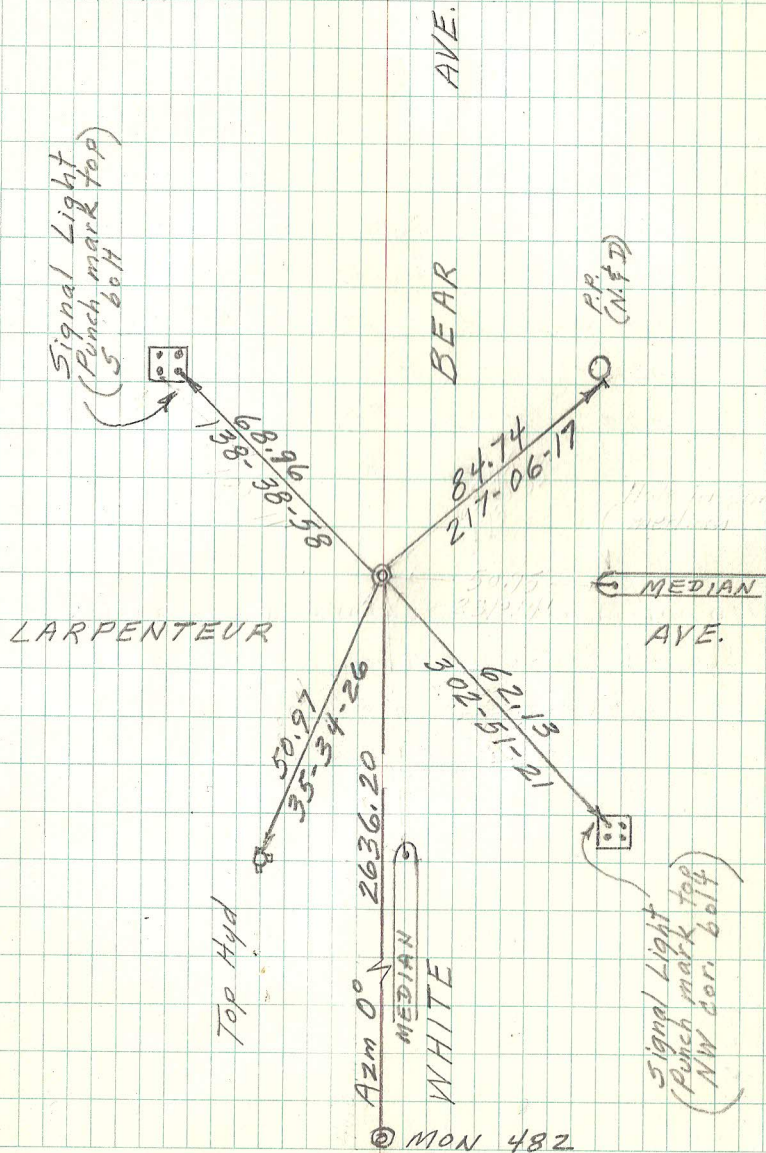 AVE.
Signal Light
(Punch mark top)
S bolt
BEAR
P.P.
(N.&D)
68.96
138-38-58
84.74
217-06-17
MEDIAN
LARPENTEUR
AVE.
50.97
35-34-26
62.13
302-51-21
2636.20
Top Hyd
Azm 0°
MEDIAN
WHITE
Signal Light
(Punch mark top
NW cor. bolt)
MON 482